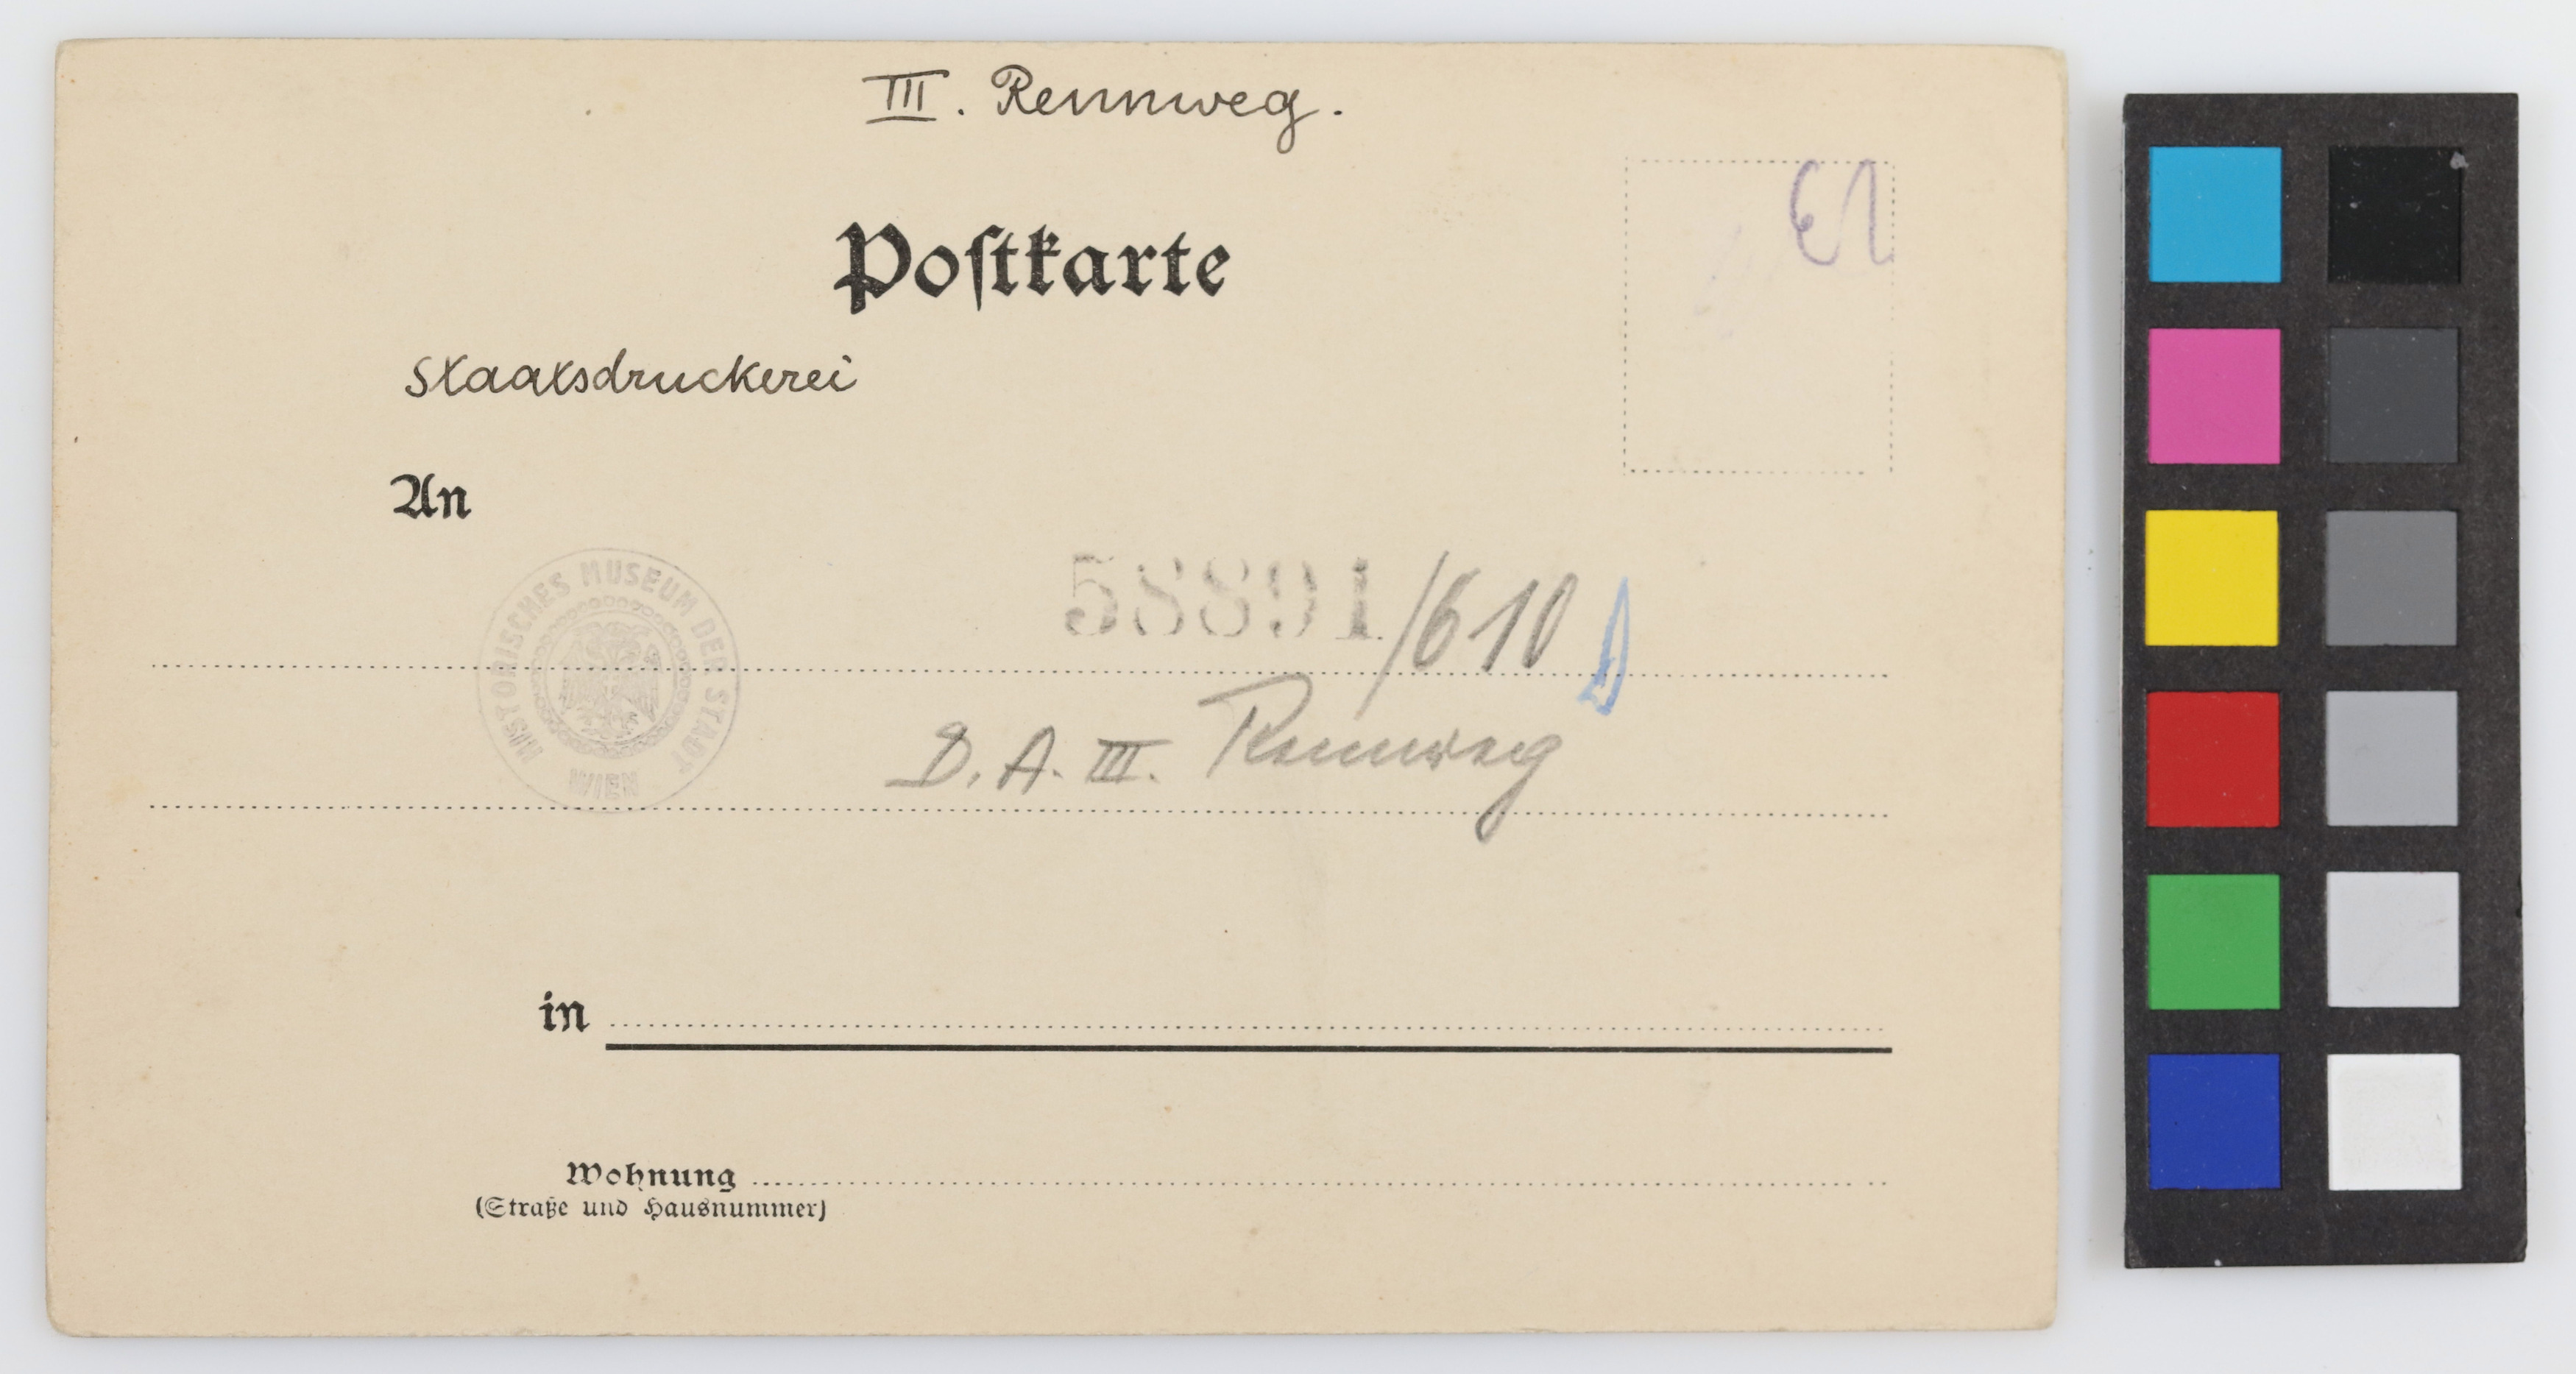 III. Rennweg.
Postkarte
Staatsdruckerei
An
HISTORISCHES MUSEUM DER STADT WIEN
58891/610
D. A. III. Rennweg
in
Wohnung
(Straße und Hausnummer)